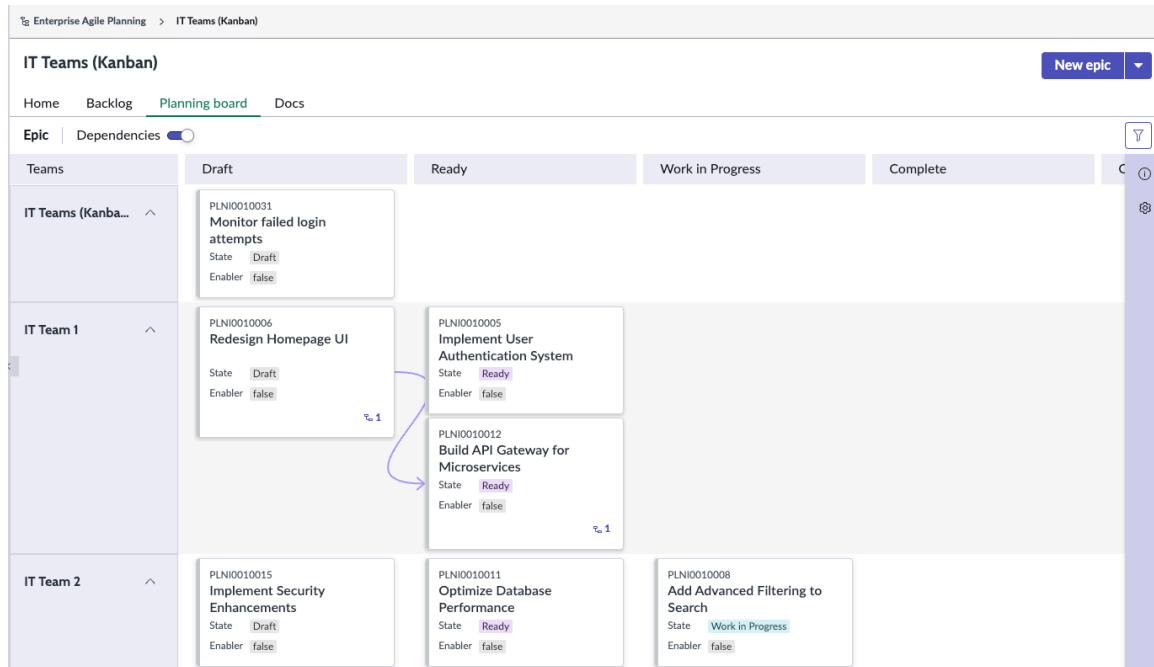 Enterprise Agile Planning > IT Teams (Kanban)
IT Teams (Kanban)
New epic
Home Backlog Planning board Docs
Epic Dependencies
Teams Draft Ready Work in Progress Complete
IT Teams (Kanba...
PLNI0010031
Monitor failed login
attempts
State Draft
Enabler false
IT Team 1
PLNI0010006
Redesign Homepage UI
State Draft
Enabler false
1
PLNI0010005
Implement User
Authentication System
State Ready
Enabler false
PLNI0010012
Build API Gateway for
Microservices
State Ready
Enabler false
1
IT Team 2
PLNI0010015
Implement Security
Enhancements
State Draft
Enabler false
PLNI0010011
Optimize Database
Performance
State Ready
Enabler false
PLNI0010008
Add Advanced Filtering to
Search
State Work in Progress
Enabler false